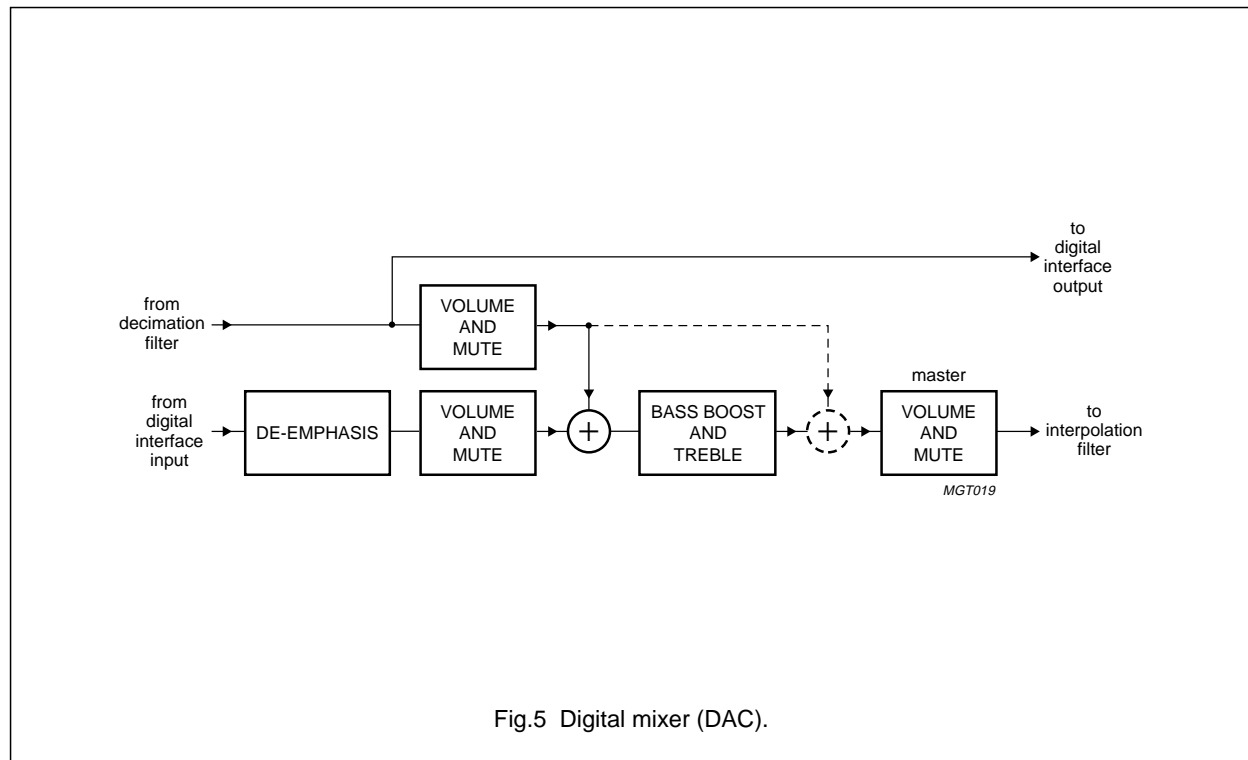 to
digital
interface
output
from
decimation
filter
VOLUME
AND
MUTE
from
digital
interface
input
DE-EMPHASIS
VOLUME
AND
MUTE
+
BASS BOOST
AND
TREBLE
+
master
VOLUME
AND
MUTE
to
interpolation
filter
MGT019
Fig.5 Digital mixer (DAC).